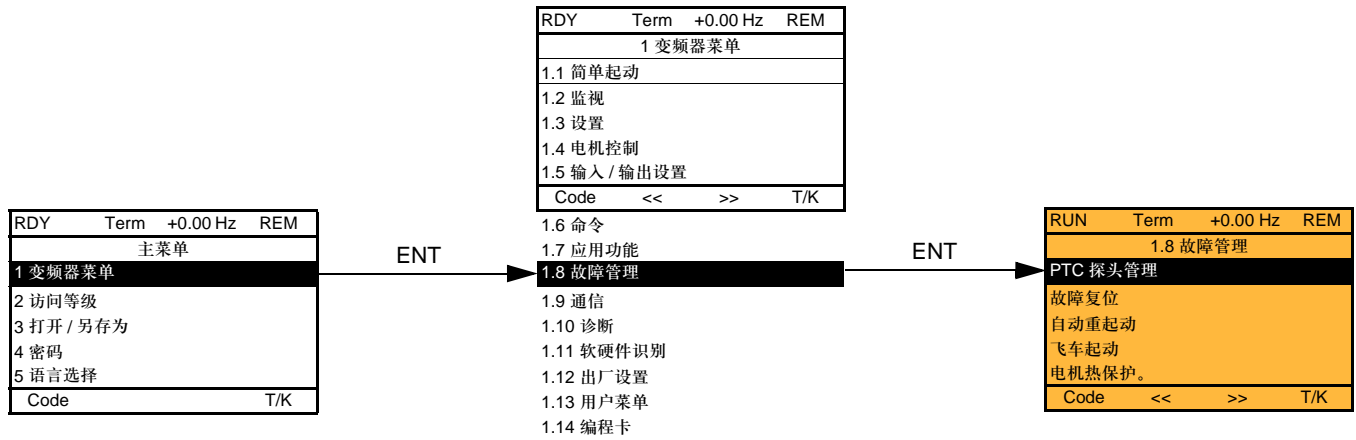 RDY Term +0.00 Hz REM
主菜单
1 变频器菜单
2 访问等级
3 打开 / 另存为
4 密码
5 语言选择
Code T/K
ENT
RDY Term +0.00 Hz REM
1 变频器菜单
1.1 简单起动
1.2 监视
1.3 设置
1.4 电机控制
1.5 输入 / 输出设置
Code << >> T/K
1.6 命令
1.7 应用功能
1.8 故障管理
1.9 通信
1.10 诊断
1.11 软硬件识别
1.12 出厂设置
1.13 用户菜单
1.14 编程卡
ENT
RUN Term +0.00 Hz REM
1.8 故障管理
PTC 探头管理
故障复位
自动重起动
飞车起动
电机热保护。
Code << >> T/K